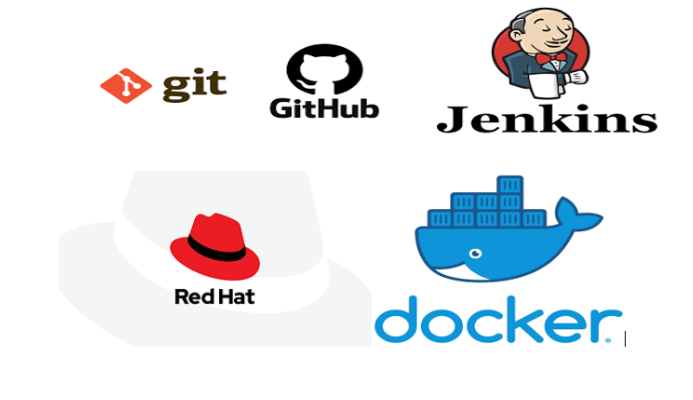 git
GitHub
Jenkins
Red Hat
docker